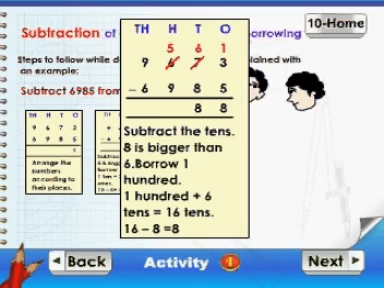 Subtraction of
orrowing
10-Home
Steps to follow while d
lained with
an example:
Subtract 6985 from
TH H T O
5 6 1
9 6 7 3
- 6 9 8 5
8 8
Subtract the tens.
8 is bigger than
6.Borrow 1
hundred.
1 hundred + 6
tens = 16 tens.
16 – 8 =8
TH H T O
9 6 7 3
6 9 8 5
Arrange the
numbers
according to
their places.
Back
Activity 1
Next